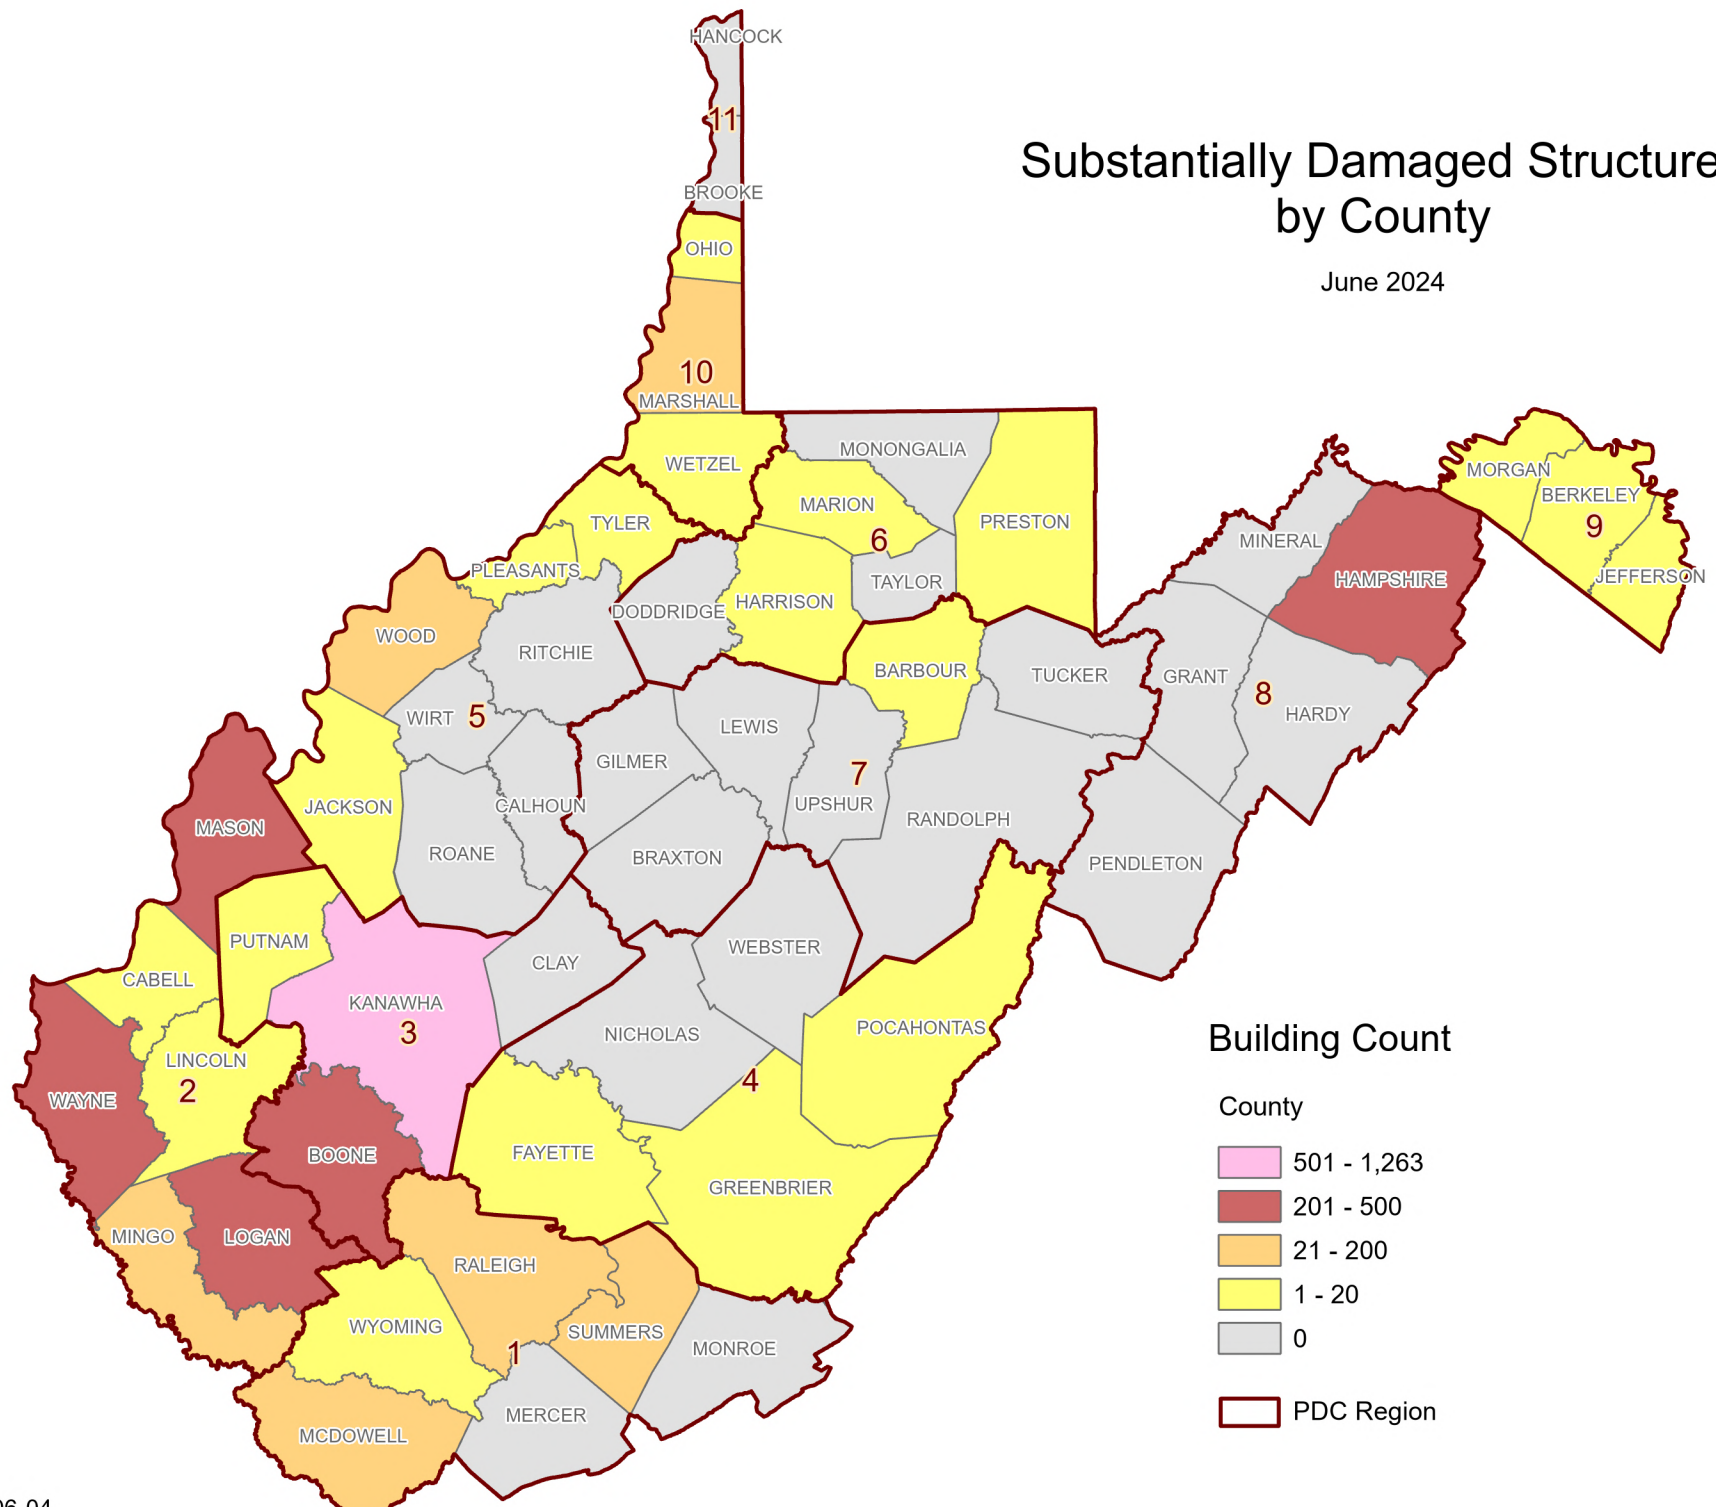 HANCOCK
11
BROOKE
OHIO
Substantially Damaged Structure
by County
June 2024
10
MARSHALL
WETZEL
MONONGALIA
MARION
6
PRESTON
TYLER
PLEASANTS
TAYLOR
HARRISON
DODDRIDGE
WOOD
RITCHIE
BARBOUR
TUCKER
MINERAL
HAMPSHIRE
MORGAN
BERKELEY
9
JEFFERSON
GRANT
8
HARDY
WIRT
5
LEWIS
GILMER
7
UPSHUR
RANDOLPH
JACKSON
CALHOUN
MASON
ROANE
BRAXTON
PENDLETON
PUTNAM
WEBSTER
CLAY
CABELL
KANAWHA
3
NICHOLAS
POCAHONTAS
LINCOLN
2
WAYNE
4
BOONE
FAYETTE
GREENBRIER
MINGO
LOGAN
RALEIGH
WYOMING
SUMMERS
1
MONROE
MERCER
MCDOWELL
Building Count
County
501 - 1,263
201 - 500
21 - 200
1 - 20
0
PDC Region